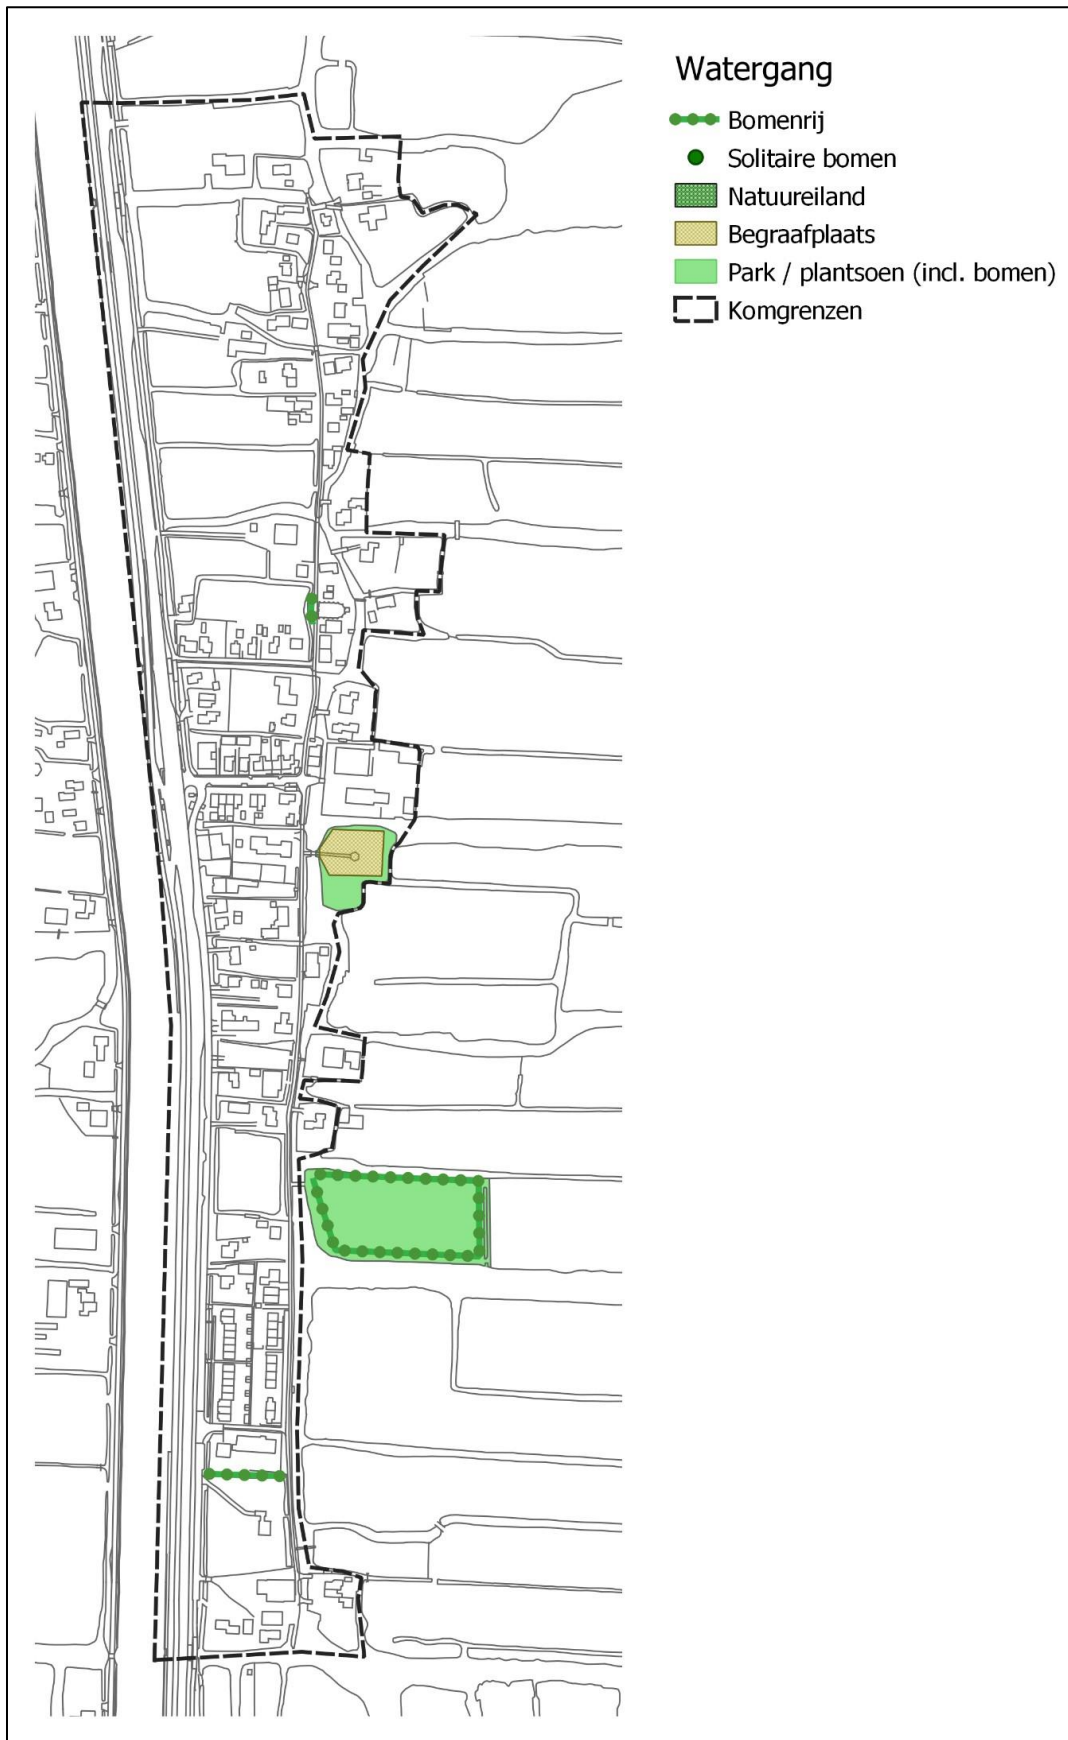 Watergang
Bomenrij
Solitaire bomen
Natuureiland
Begraafplaats
Park / plantsoen (incl. bomen)
Komgrenzen